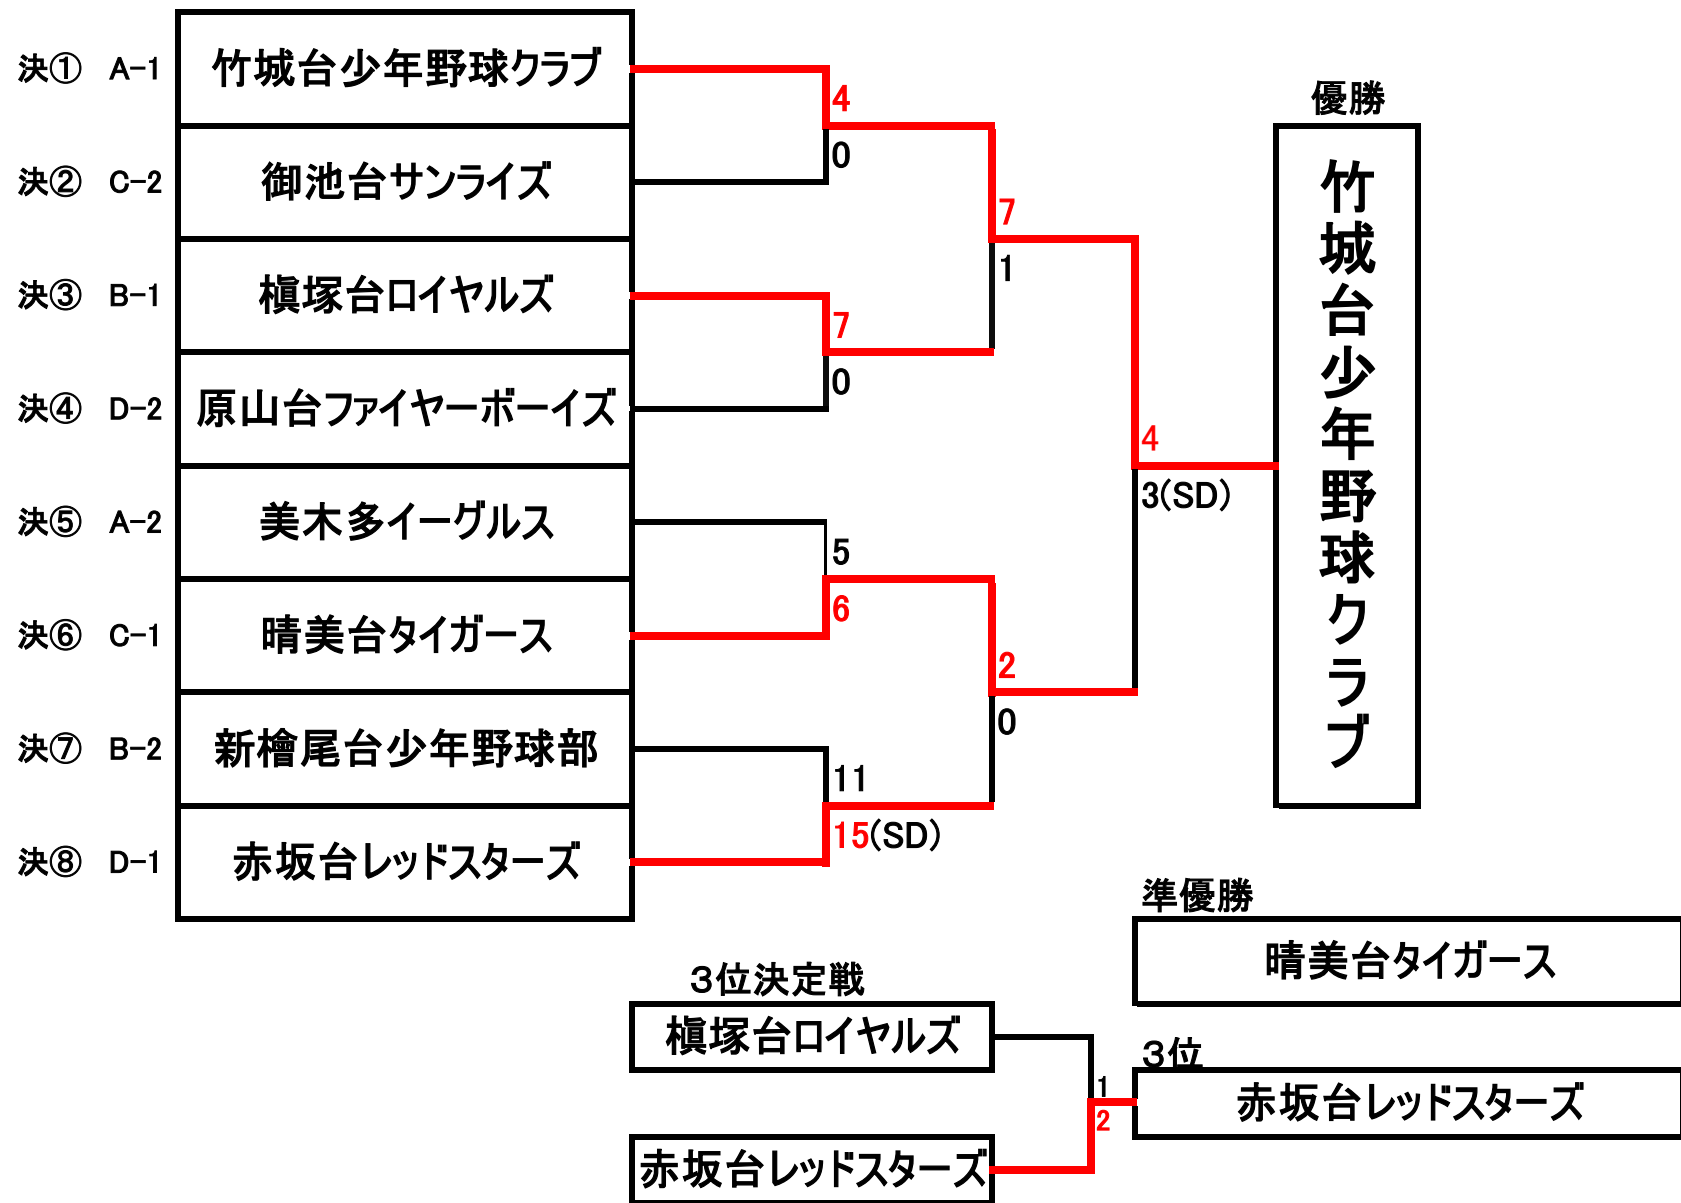 決① A-1 竹城台少年野球クラブ
4
優勝
0
決② C-2 御池台サンライズ
竹城台少年野球クラブ
7
1
決③ B-1 槇塚台ロイヤルズ
7
0
決④ D-2 原山台ファイヤーボーイズ
4
3(SD)
決⑤ A-2 美木多イーグルス
5
6
決⑥ C-1 晴美台タイガース
2
0
決⑦ B-2 新檜尾台少年野球部
11
15(SD)
決⑧ D-1 赤坂台レッドスターズ
準優勝
晴美台タイガース
３位決定戦
槇塚台ロイヤルズ
1
2
赤坂台レッドスターズ
３位
赤坂台レッドスターズ